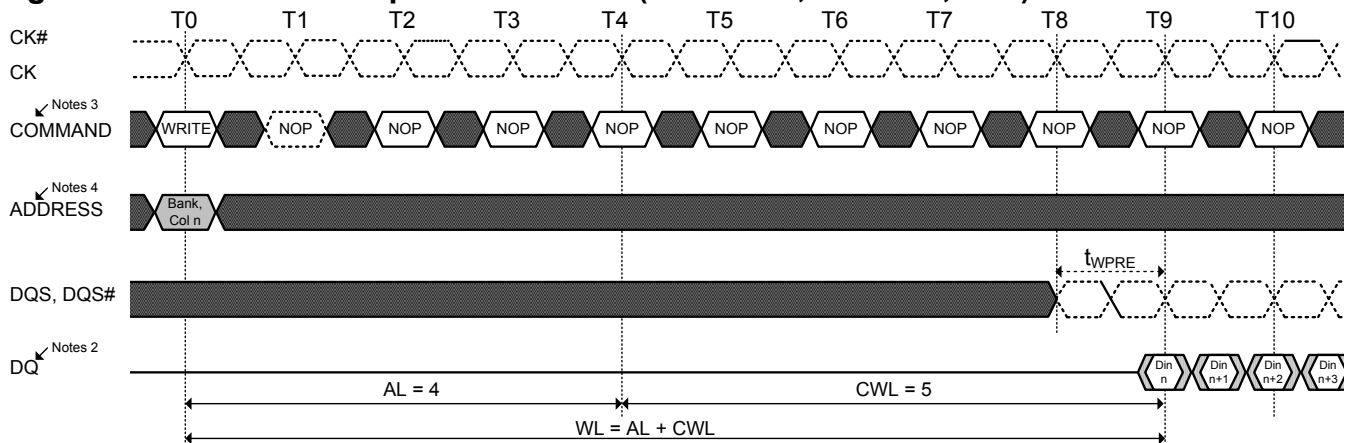 T0 T1 T2 T3 T4 T5 T6 T7 T8 T9 T10
CK#
CK
Notes 3
COMMAND
WRITE NOP NOP NOP NOP NOP NOP NOP NOP NOP NOP
Notes 4
ADDRESS
Bank,
Col n
tWPRE
DQS, DQS#
Notes 2
DQ
Din
n
Din
n+1
Din
n+2
Din
n+3
AL = 4
CWL = 5
WL = AL + CWL